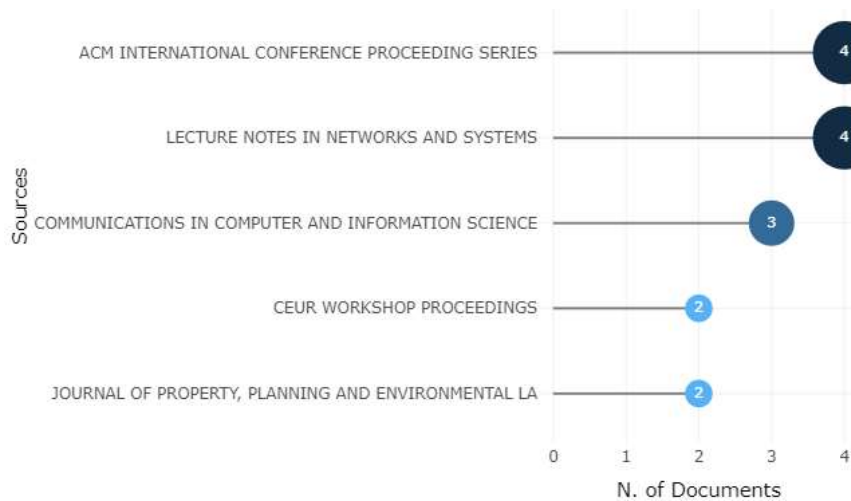 ACM INTERNATIONAL CONFERENCE PROCEEDING SERIES
4
LECTURE NOTES IN NETWORKS AND SYSTEMS
4
Sources
COMMUNICATIONS IN COMPUTER AND INFORMATION SCIENCE
3
CEUR WORKSHOP PROCEEDINGS
2
JOURNAL OF PROPERTY, PLANNING AND ENVIRONMENTAL LA
2
0 1 2 3 4
N. of Documents